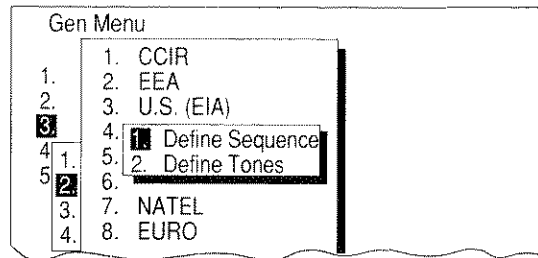 Gen Menu
1. CCIR
2. EEA
3. U.S. (EIA)
4.
5.
6.
7. NATEL
8. EURO
1. Define Sequence
2. Define Tones
1.
2.
3.
4
5
1.
2.
3.
4.